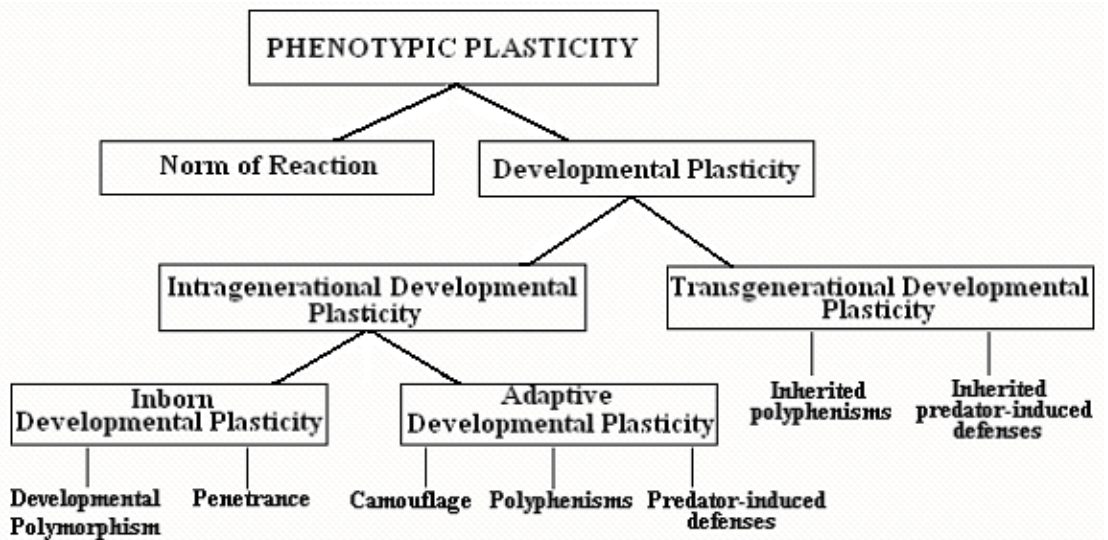 PHENOTYPIC PLASTICITY
Norm of Reaction
Developmental Plasticity
Intragenerational Developmental
Plasticity
Transgenerational Developmental
Plasticity
Inborn
Developmental Plasticity
Adaptive
Developmental Plasticity
Inherited
polyphenisms
Inherited
predator-induced
defenses
Developmental
Polymorphism
Penetrance
Camouflage
Polyphenisms
Predator-induced
defenses